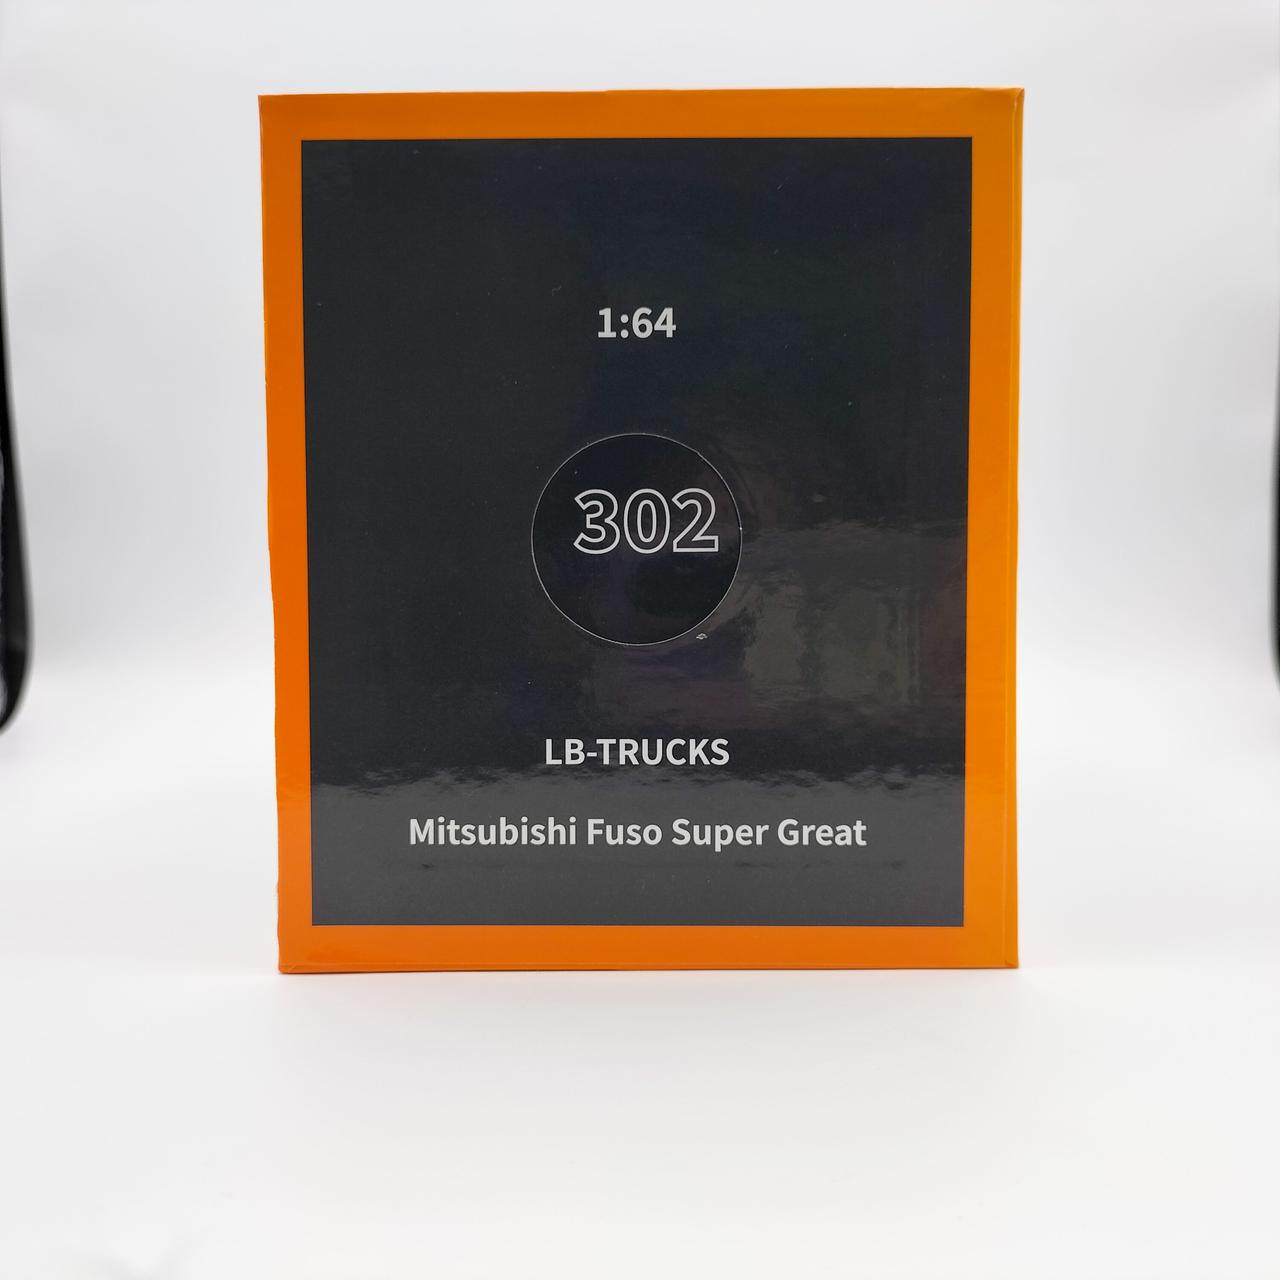 1:64
302
LB-TRUCKS
Mitsubishi Fuso Super Great